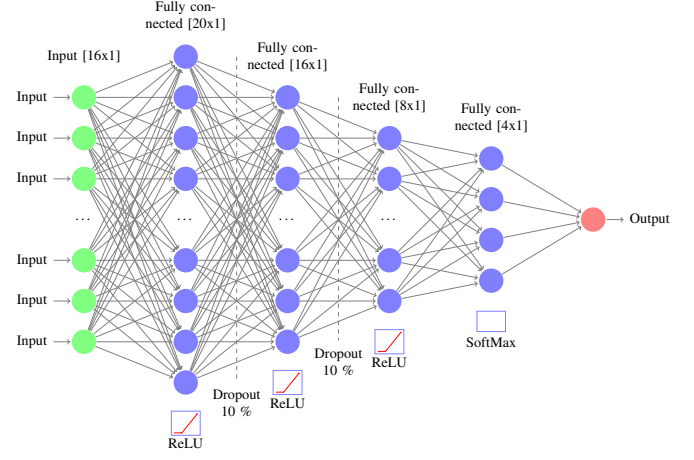 Fully con-
nected [20x1]
Input [16x1]
Fully con-
nected [16x1]
Fully con-
nected [8x1]
Fully con-
nected [4x1]
Input
Input
Input
...
...
...
...
Input
Input
Input
Output
Dropout
10 %
Dropout
10 %
ReLU
ReLU
ReLU
SoftMax